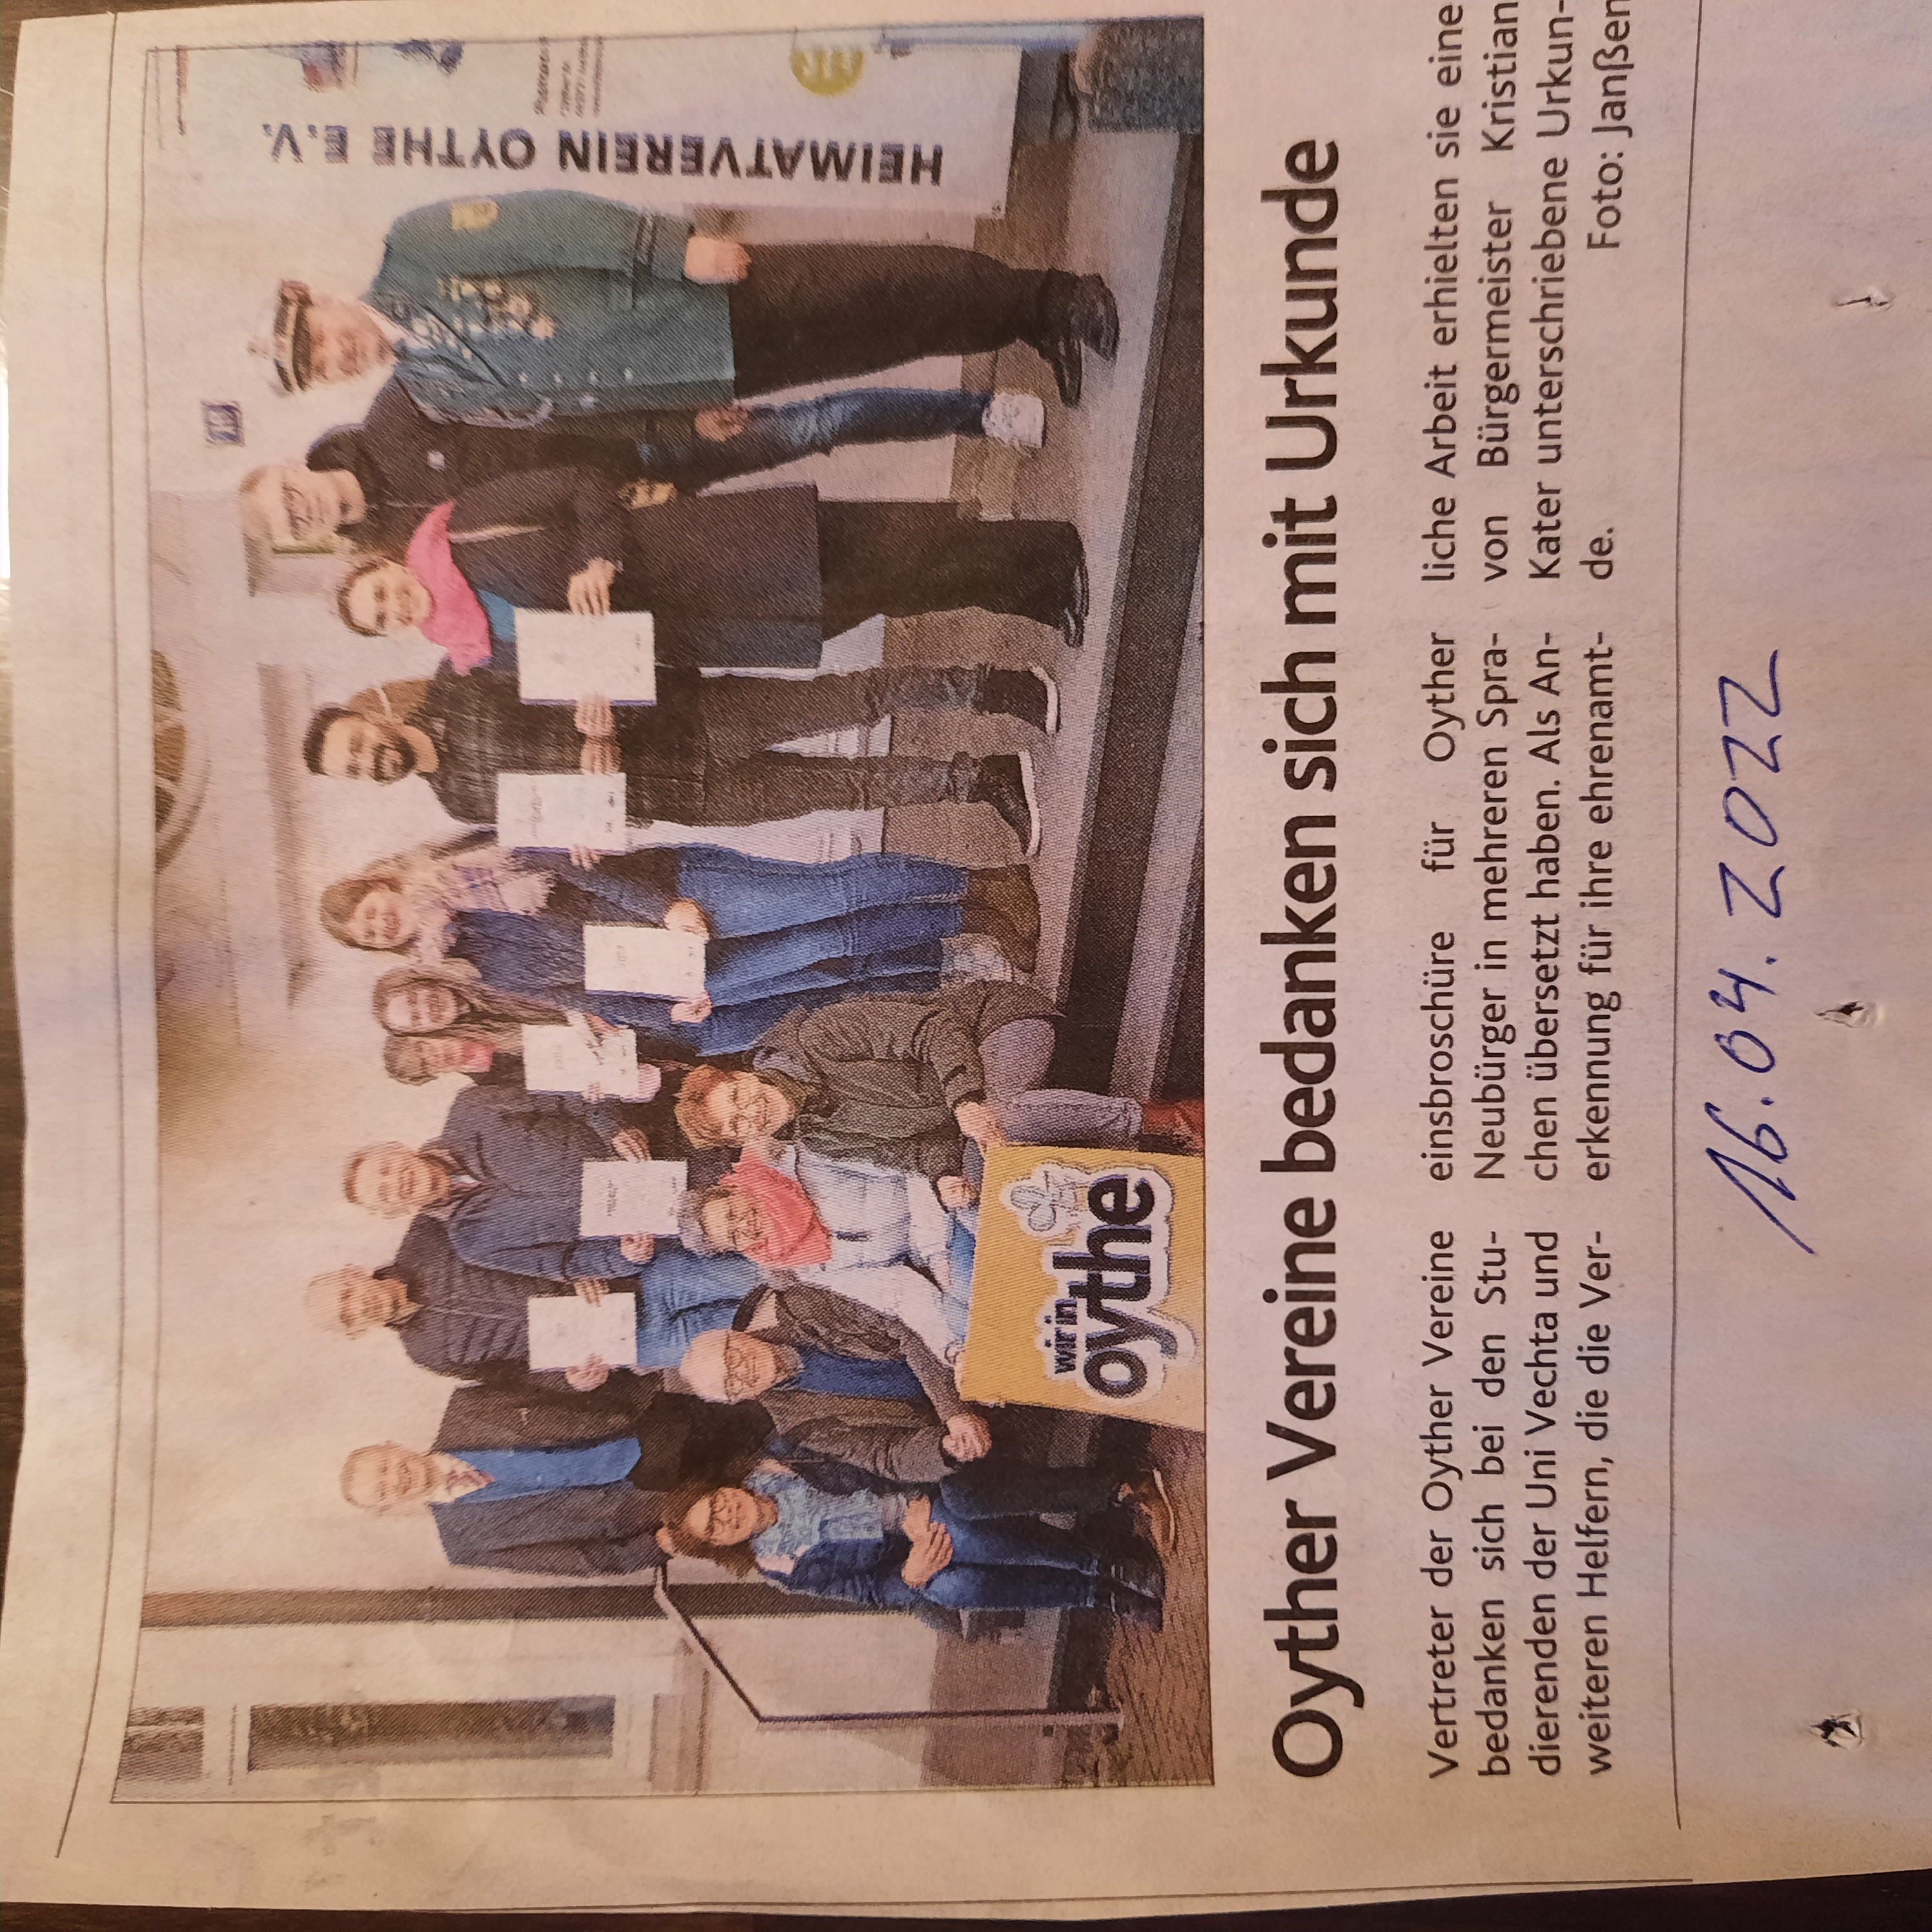 HEIMATVEREIN OYTHE E.V.
wir in
oythe
Oyther Vereine bedanken sich mit Urkunde
Vertreter der Oyther Vereine
bedanken sich bei den Stu-
dierenden der Uni Vechta und
weiteren Helfern, die die Ver-
einsbroschüre für Oyther
Neubürger in mehreren Spra-
chen übersetzt haben. Als An-
erkennung für ihre ehrenamt-
liche Arbeit erhielten sie eine
von Bürgermeister Kristian
Kater unterschriebene Urkun-
de.
Foto: Janßen
16.04.2022